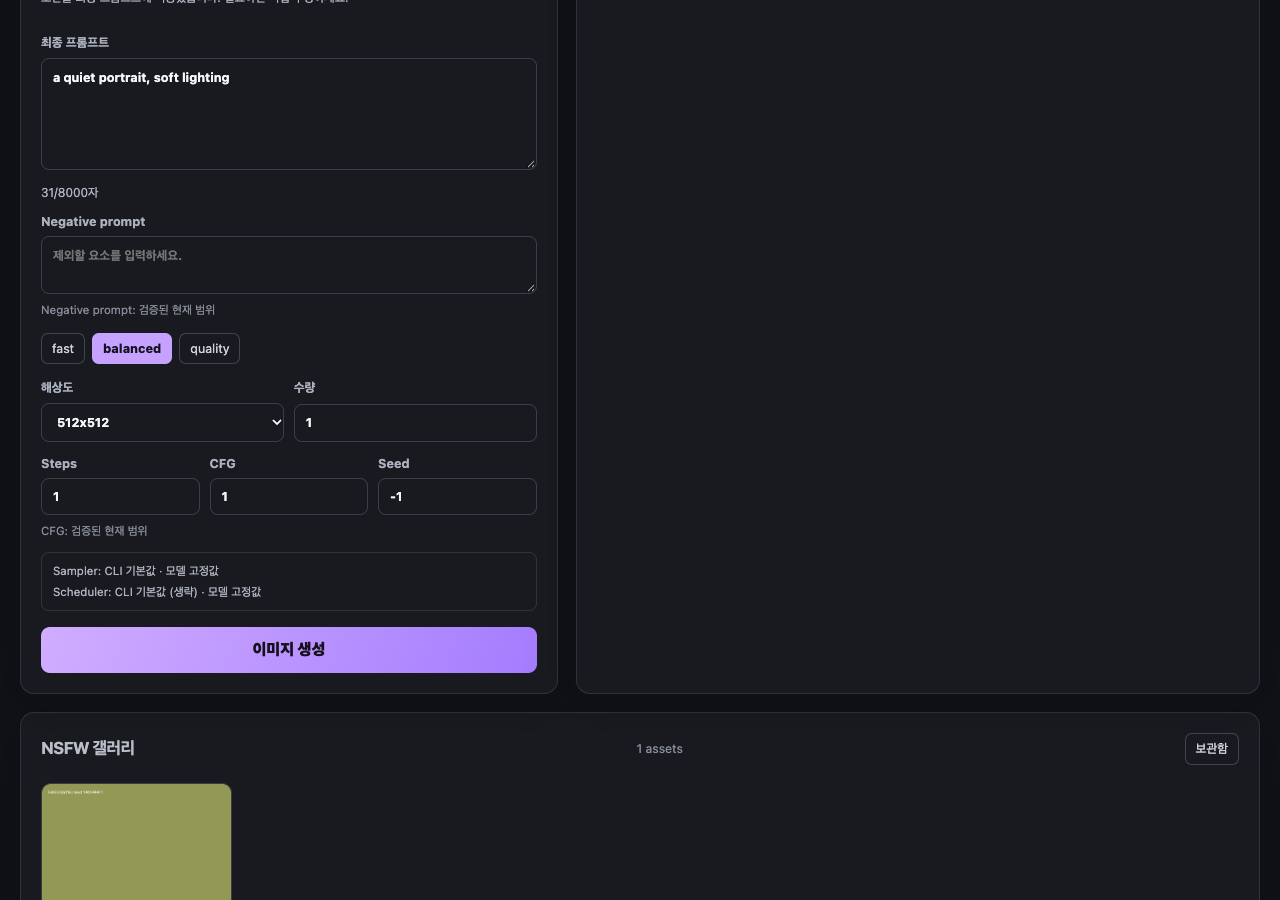 최종 프롬프트
a quiet portrait, soft lighting
31/8000자
Negative prompt
제외할 요소를 입력하세요.
Negative prompt: 검증된 현재 범위
fast balanced quality
해상도 수량
512x512 1
Steps CFG Seed
1 1 -1
CFG: 검증된 현재 범위
Sampler: CLI 기본값 · 모델 고정값
Scheduler: CLI 기본값 (생략) · 모델 고정값
이미지 생성
NSFW 갤러리 1 assets 보관함